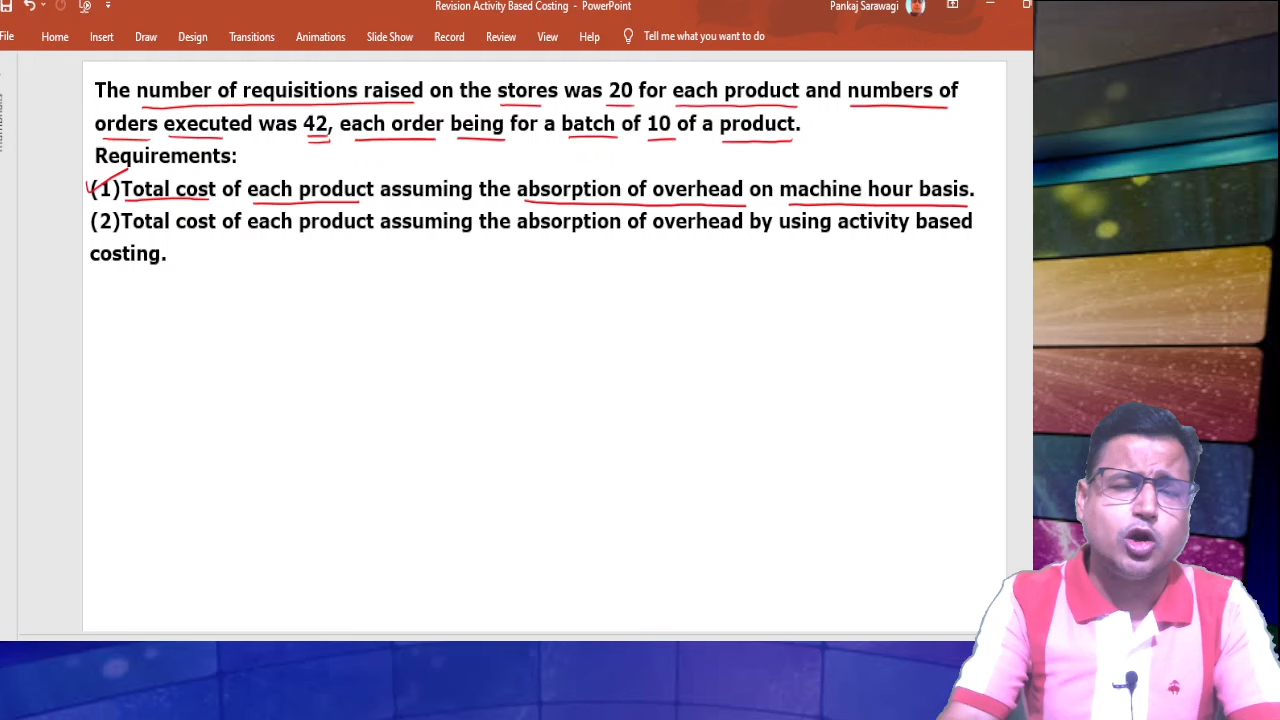 Revision Activity Based Costing - PowerPoint
Pankaj Sarawagi
File Home Insert Draw Design Transitions Animations Slide Show Record Review View Help Tell me what you want to do
The number of requisitions raised on the stores was 20 for each product and numbers of
orders executed was 42, each order being for a batch of 10 of a product.
Requirements:
(1)Total cost of each product assuming the absorption of overhead on machine hour basis.
(2)Total cost of each product assuming the absorption of overhead by using activity based
costing.